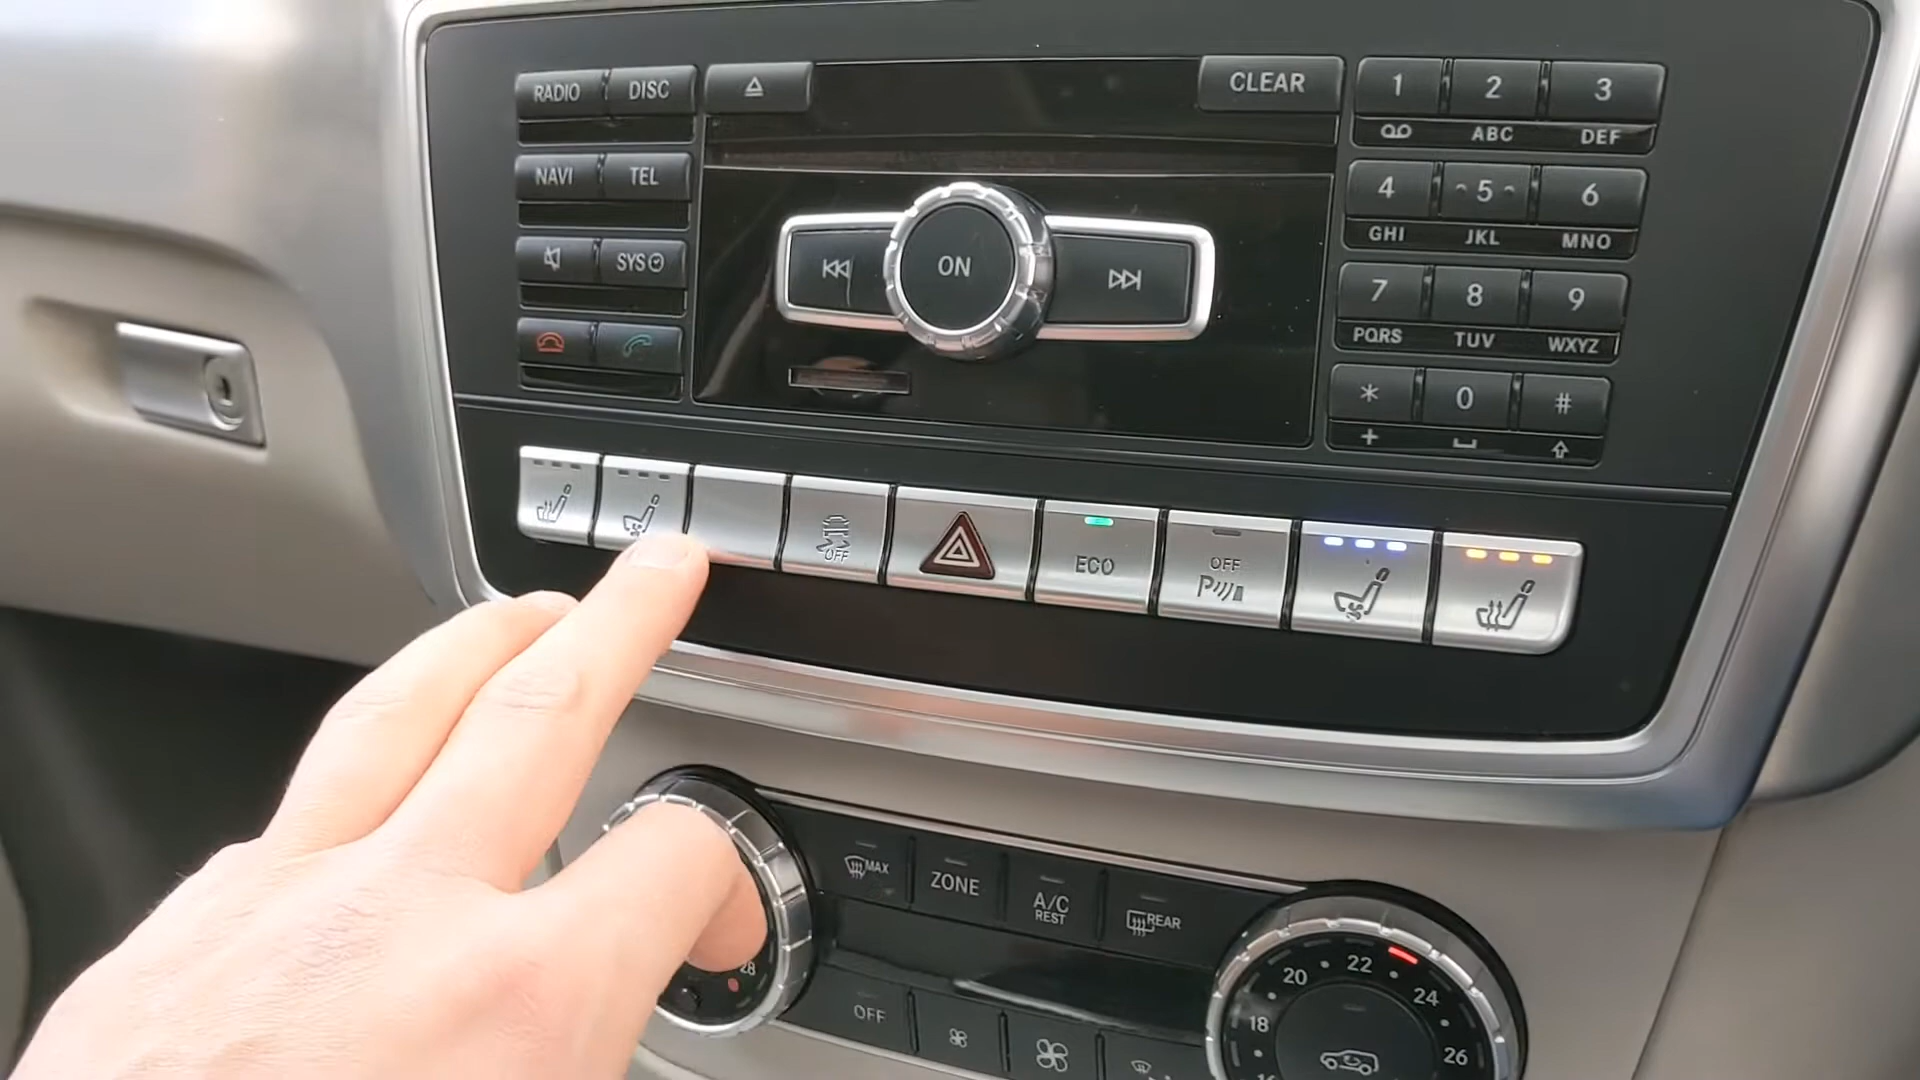 RADIO DISC CLEAR 1 2 3
ABC DEF
NAVI TEL 4 5 6
GHI JKL MNO
SYS ON 7 8 9
PQRS TUV WXYZ
* 0 #
+
OFF ECO OFF P
MAX ZONE A/C REST REAR
28 OFF
18 20 22 24 26